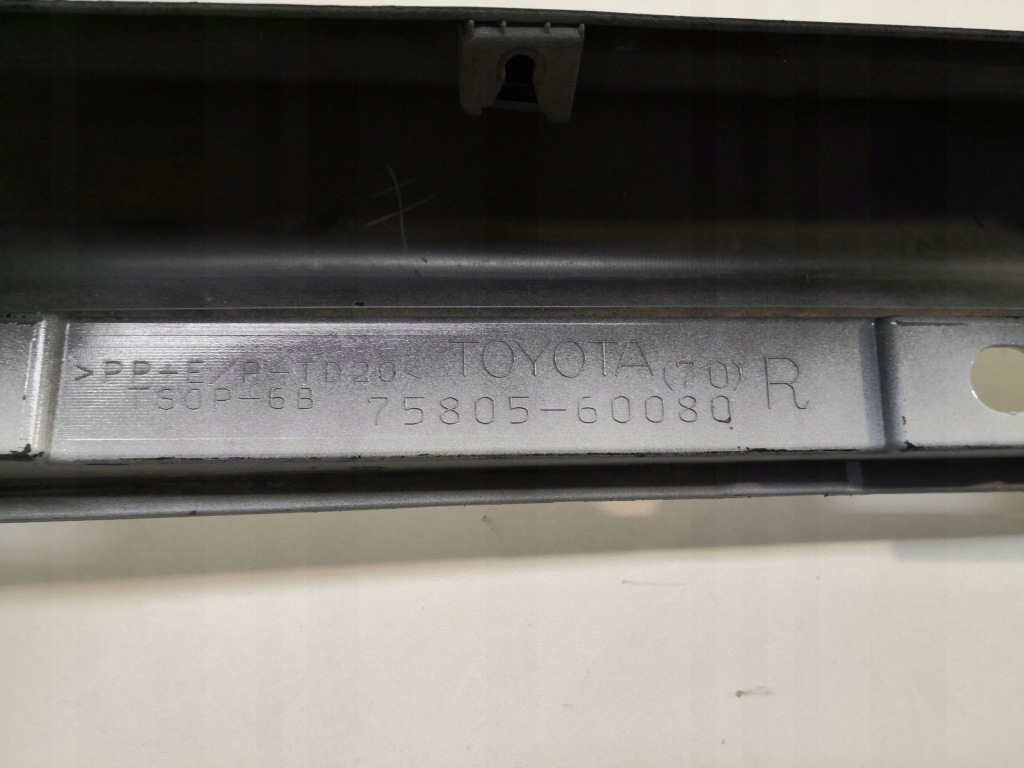 >PP+E/P-TD20< TOYOTA (70) R
TSOP-6B 75805-60080